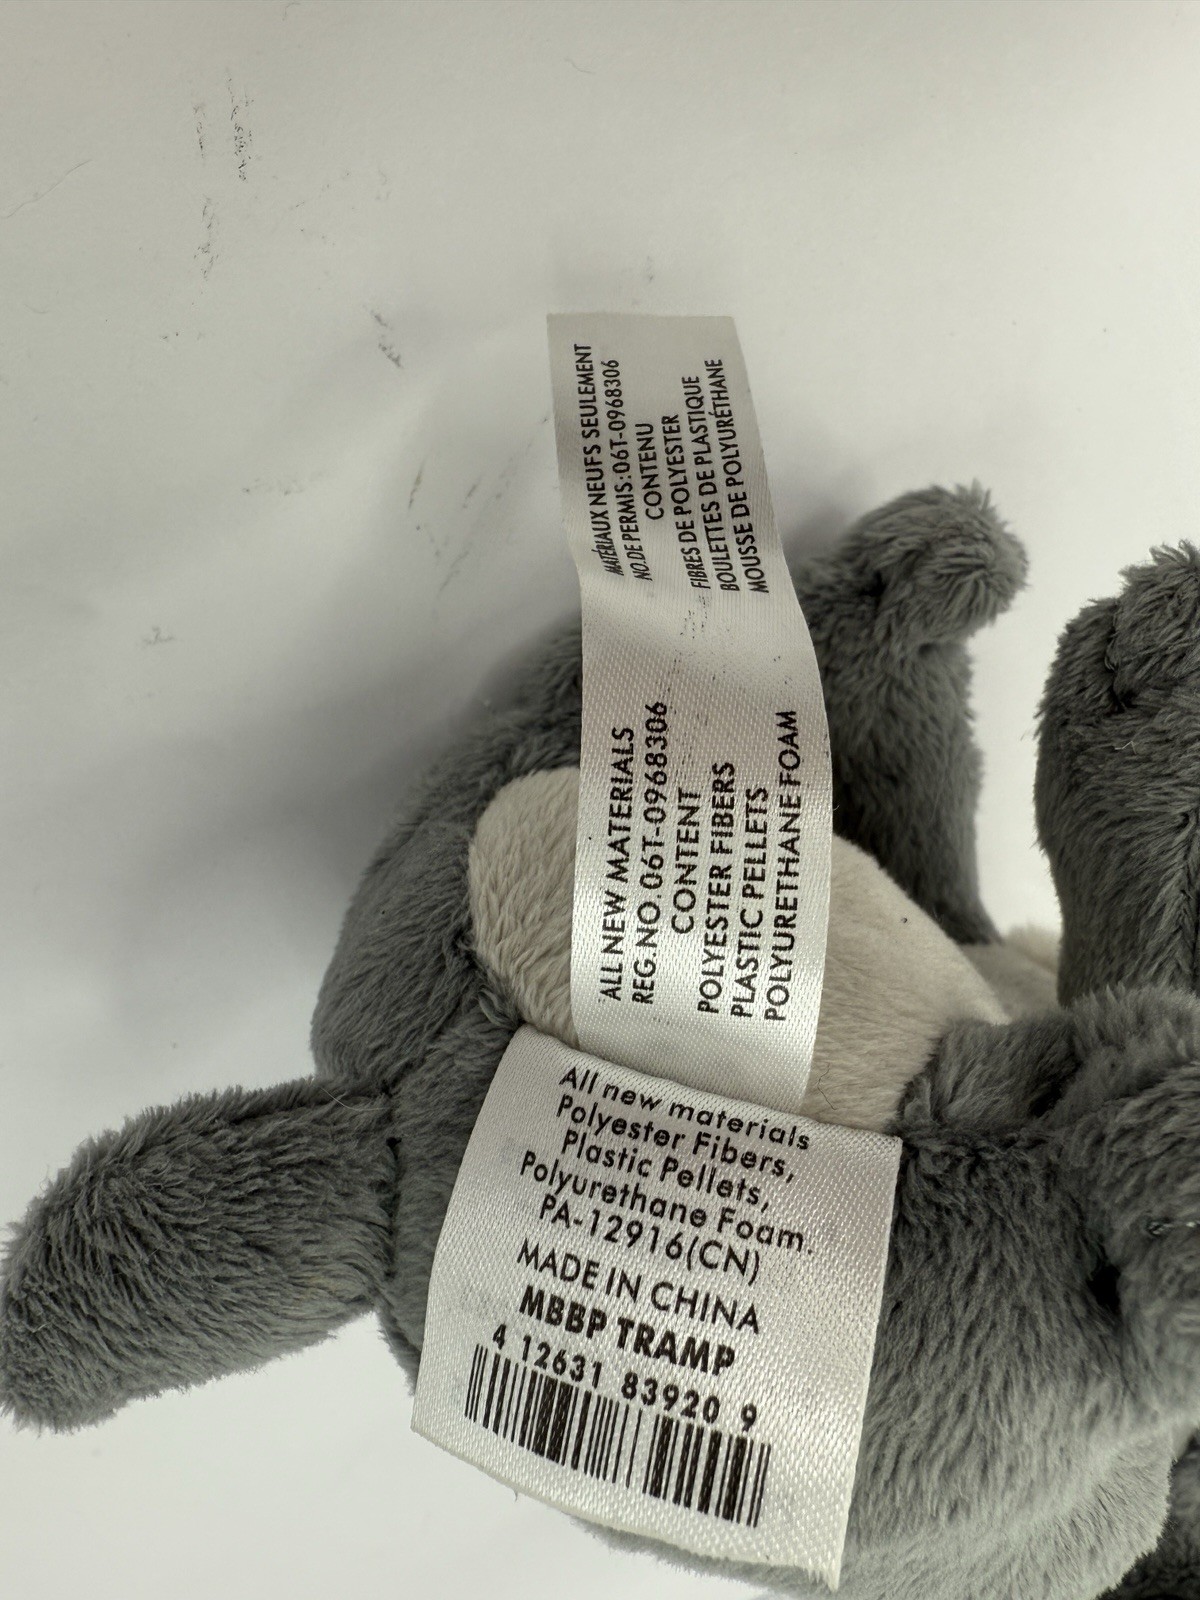 MATÉRIAUX NEUFS SEULEMENT
NO.DE PERMIS:06T-0968306
CONTENU
FIBRES DE POLYESTER
BOULETTES DE PLASTIQUE
MOUSSE DE POLYURÉTHANE
ALL NEW MATERIALS
REG.NO.06T-0968306
CONTENT
POLYESTER FIBERS
PLASTIC PELLETS
POLYURETHANE FOAM
All new materials
Polyester Fibers,
Plastic Pellets,
Polyurethane Foam.
PA-12916(CN)
MADE IN CHINA
MBBP TRAMP
4 12631 83920 9